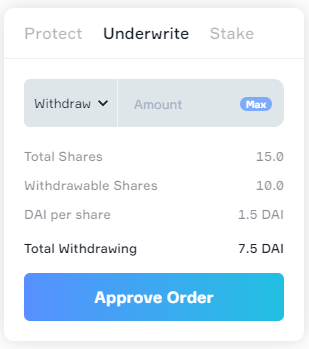 Protect Underwrite Stake
Withdraw Amount Max
Total Shares 15.0
Withdrawable Shares 10.0
DAI per share 1.5 DAI
Total Withdrawing 7.5 DAI
Approve Order